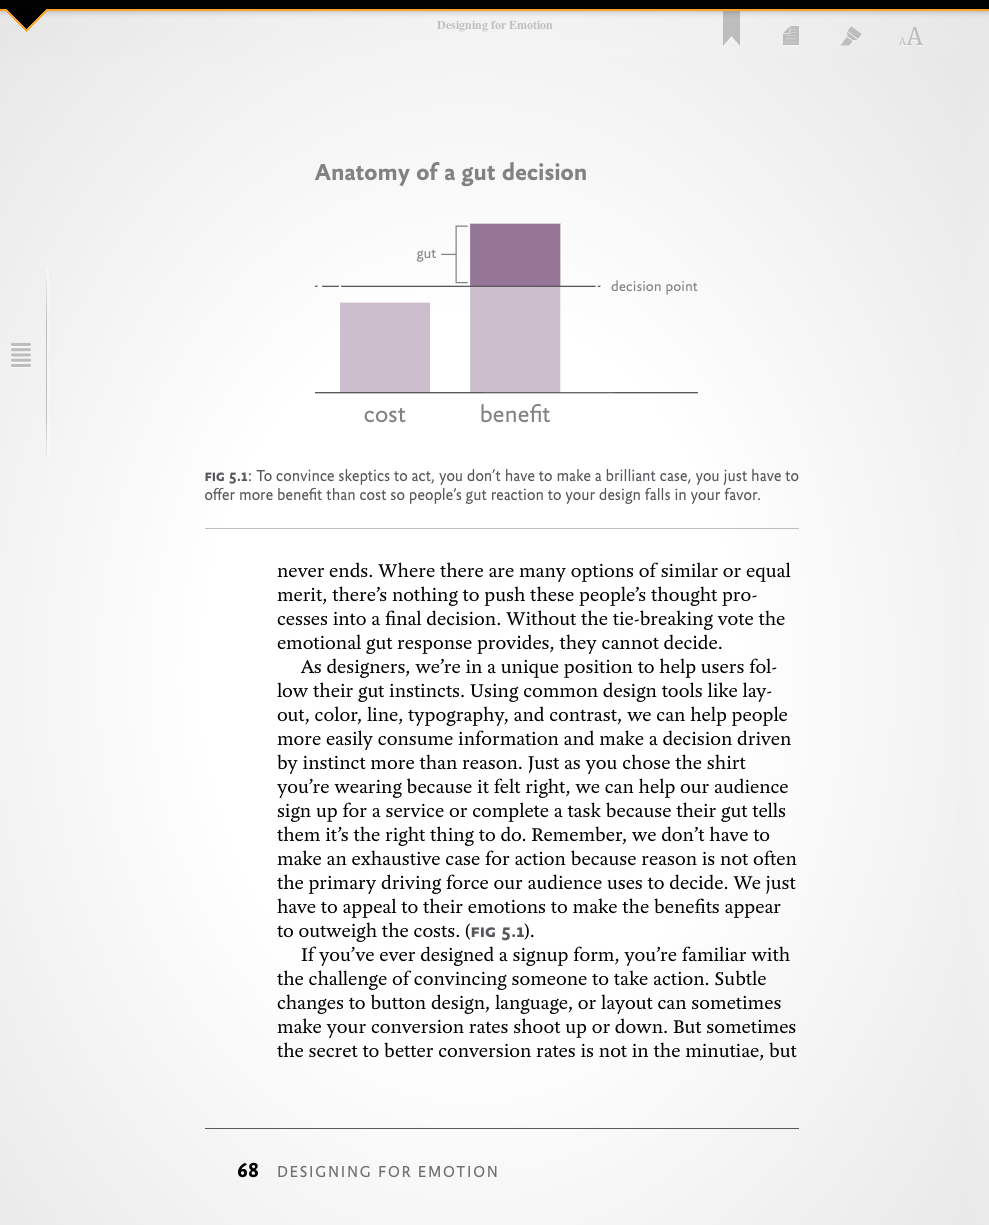 Designing for Emotion
AA
Anatomy of a gut decision
gut
decision point
cost
benefit
FIG 5.1: To convince skeptics to act, you don’t have to make a brilliant case, you just have to
offer more benefit than cost so people’s gut reaction to your design falls in your favor.
never ends. Where there are many options of similar or equal
merit, there’s nothing to push these people’s thought pro-
cesses into a final decision. Without the tie-breaking vote the
emotional gut response provides, they cannot decide.
As designers, we’re in a unique position to help users fol-
low their gut instincts. Using common design tools like lay-
out, color, line, typography, and contrast, we can help people
more easily consume information and make a decision driven
by instinct more than reason. Just as you chose the shirt
you’re wearing because it felt right, we can help our audience
sign up for a service or complete a task because their gut tells
them it’s the right thing to do. Remember, we don’t have to
make an exhaustive case for action because reason is not often
the primary driving force our audience uses to decide. We just
have to appeal to their emotions to make the benefits appear
to outweigh the costs. (FIG 5.1).
If you’ve ever designed a signup form, you’re familiar with
the challenge of convincing someone to take action. Subtle
changes to button design, language, or layout can sometimes
make your conversion rates shoot up or down. But sometimes
the secret to better conversion rates is not in the minutiae, but
68 DESIGNING FOR EMOTION